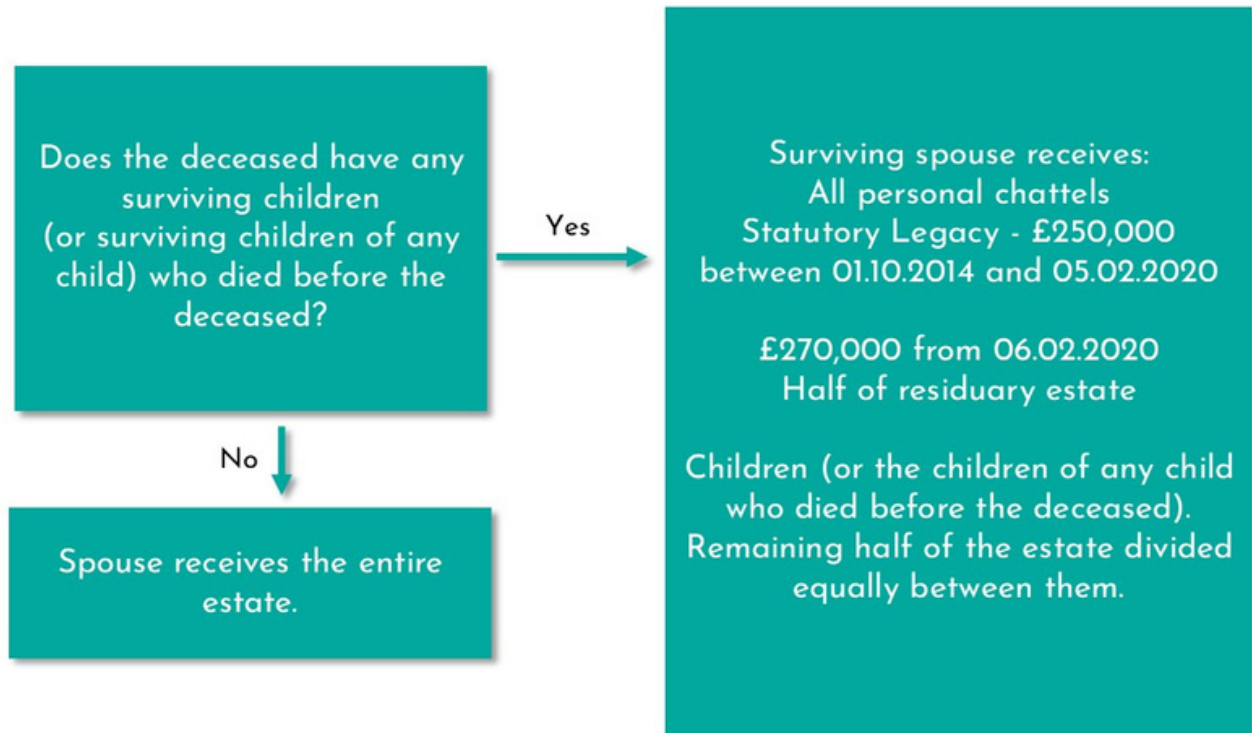 Does the deceased have any
surviving children
(or surviving children of any
child) who died before the
deceased?
Yes
No
Spouse receives the entire
estate.
Surviving spouse receives:
All personal chattels
Statutory Legacy - £250,000
between 01.10.2014 and 05.02.2020
£270,000 from 06.02.2020
Half of residuary estate
Children (or the children of any child
who died before the deceased).
Remaining half of the estate divided
equally between them.